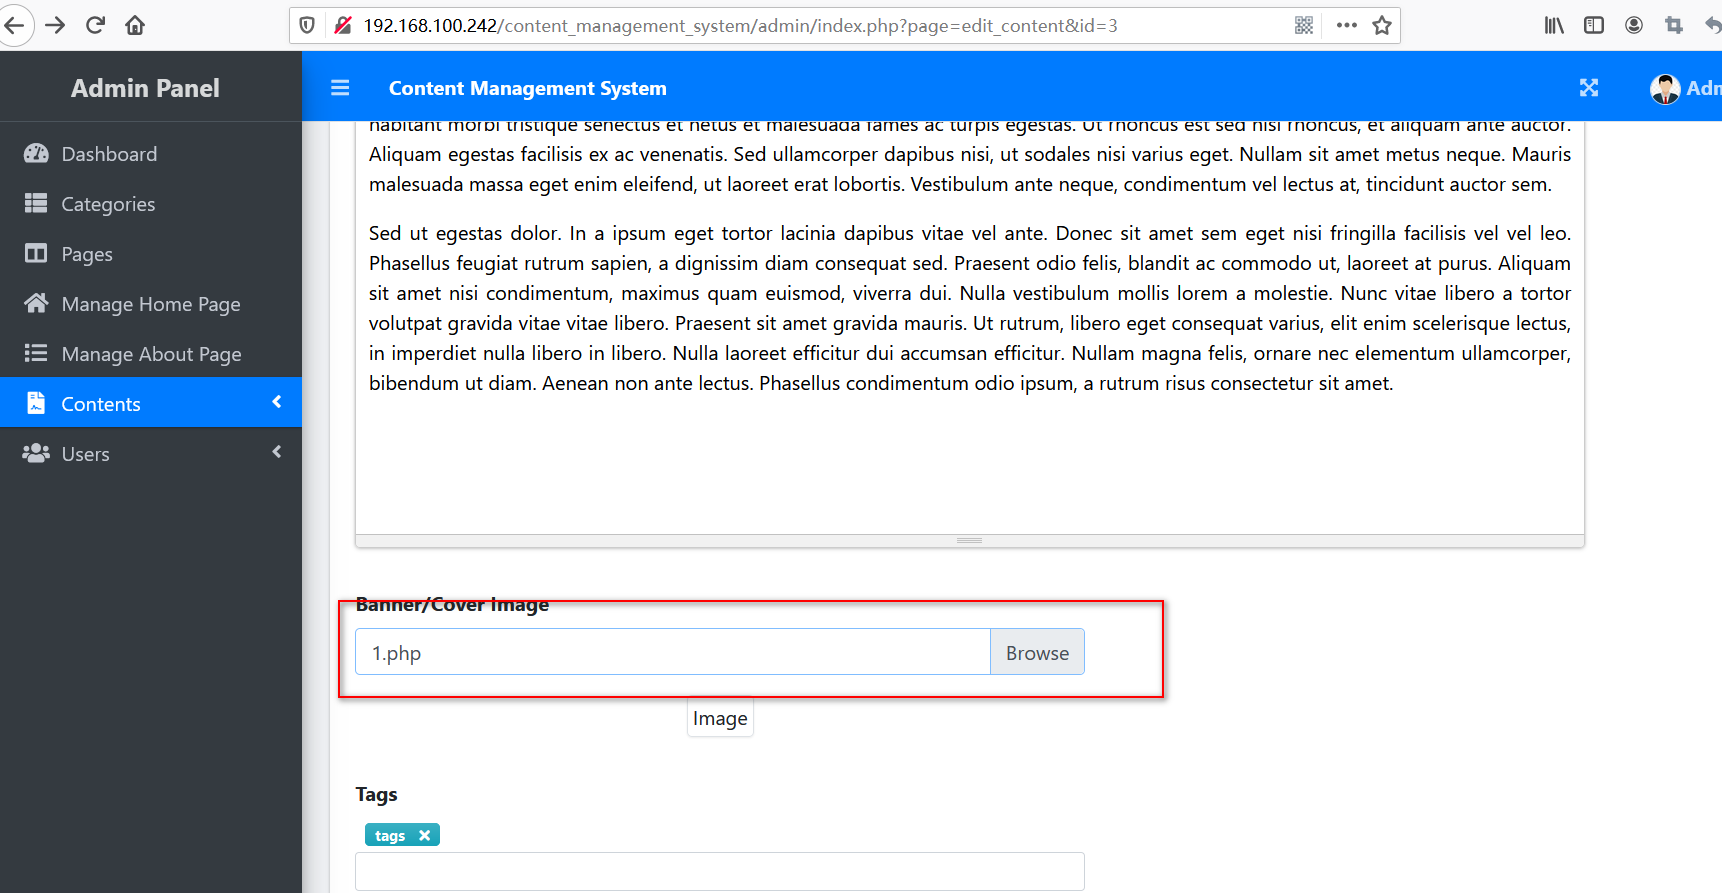 192.168.100.242/content_management_system/admin/index.php?page=edit_content&id=3
Admin Panel
Content Management System
Adm
Dashboard
Categories
Pages
Manage Home Page
Manage About Page
Contents
Users
habitant morbi tristique senectus et netus et malesuada fames ac turpis egestas. Ut rhoncus est sed nisl rhoncus, et aliquam ante auctor.
Aliquam egestas facilisis ex ac venenatis. Sed ullamcorper dapibus nisi, ut sodales nisi varius eget. Nullam sit amet metus neque. Mauris
malesuada massa eget enim eleifend, ut laoreet erat lobortis. Vestibulum ante neque, condimentum vel lectus at, tincidunt auctor sem.
Sed ut egestas dolor. In a ipsum eget tortor lacinia dapibus vitae vel ante. Donec sit amet sem eget nisi fringilla facilisis vel vel leo.
Phasellus feugiat rutrum sapien, a dignissim diam consequat sed. Praesent odio felis, blandit ac commodo ut, laoreet at purus. Aliquam
sit amet nisi condimentum, maximus quam euismod, viverra dui. Nulla vestibulum mollis lorem a molestie. Nunc vitae libero a tortor
volutpat gravida vitae vitae libero. Praesent sit amet gravida mauris. Ut rutrum, libero eget consequat varius, elit enim scelerisque lectus,
in imperdiet nulla libero in libero. Nulla laoreet efficitur dui accumsan efficitur. Nullam magna felis, ornare nec elementum ullamcorper,
bibendum ut diam. Aenean non ante lectus. Phasellus condimentum odio ipsum, a rutrum risus consectetur sit amet.
Banner/Cover Image
1.php
Browse
Image
Tags
tags